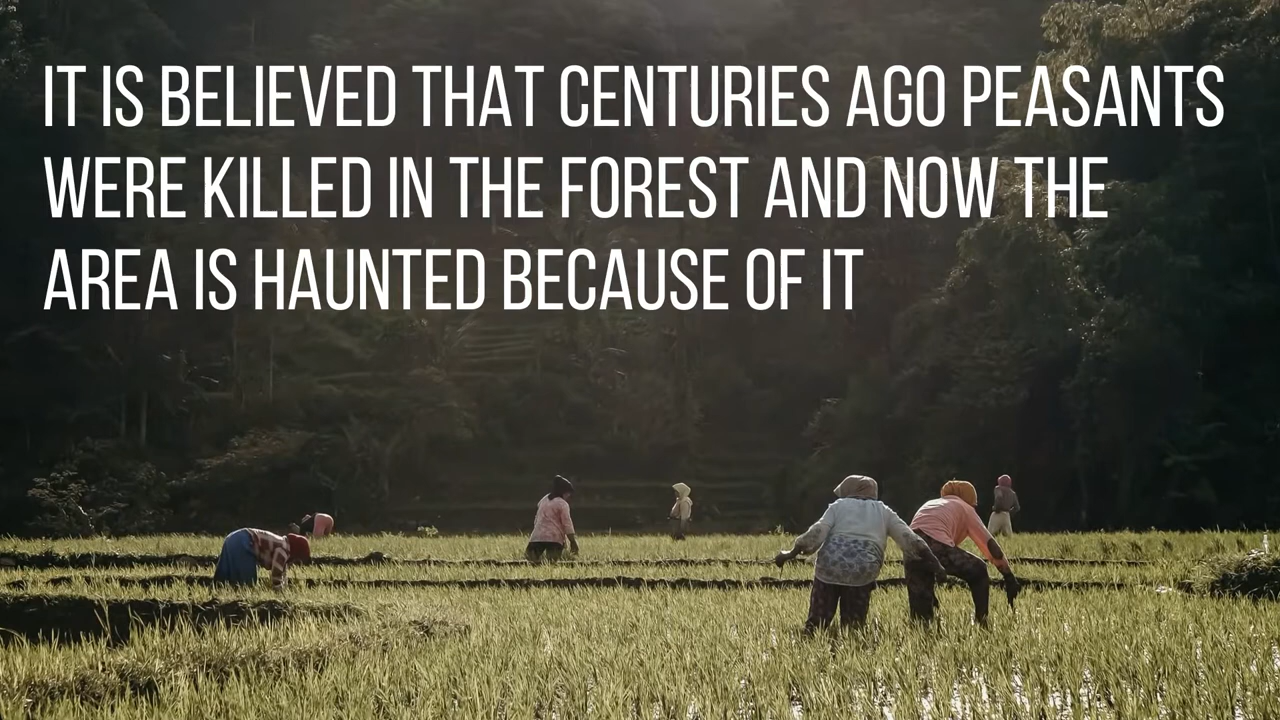 IT IS BELIEVED THAT CENTURIES AGO PEASANTS
WERE KILLED IN THE FOREST AND NOW THE
AREA IS HAUNTED BECAUSE OF IT